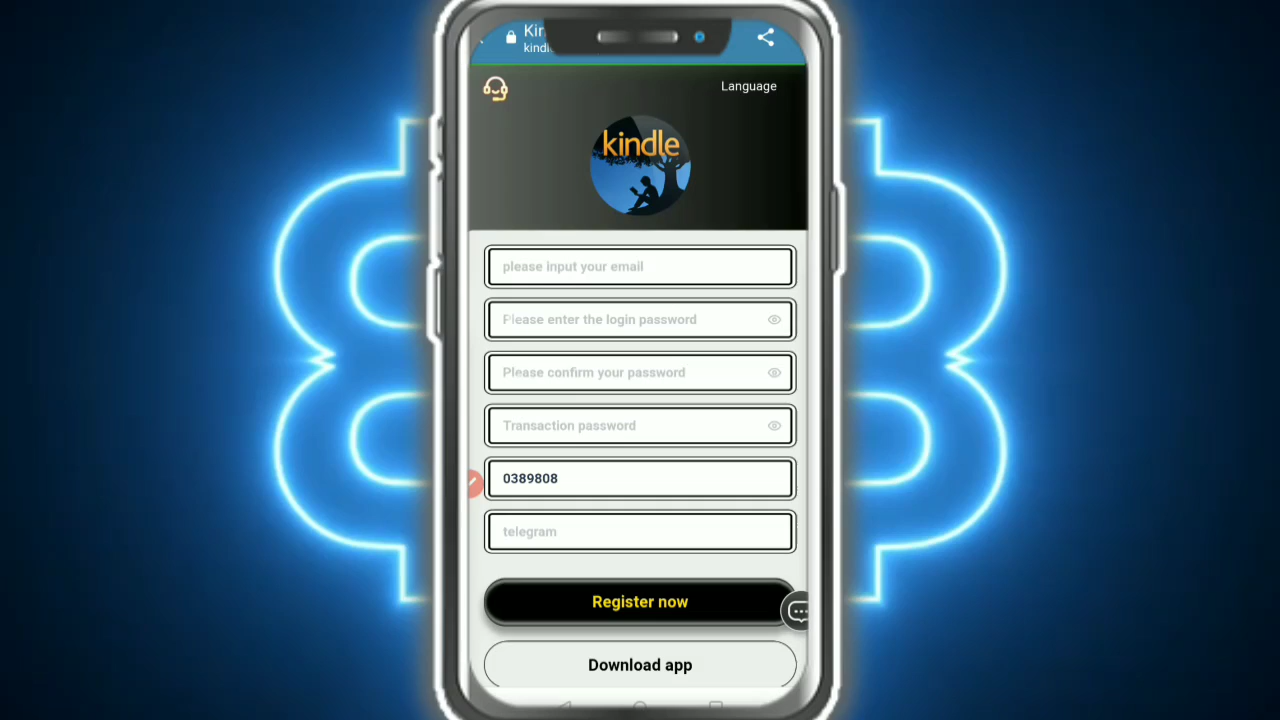 Language
kindle
please input your email
Please enter the login password
Please confirm your password
Transaction password
0389808
telegram
Register now
Download app